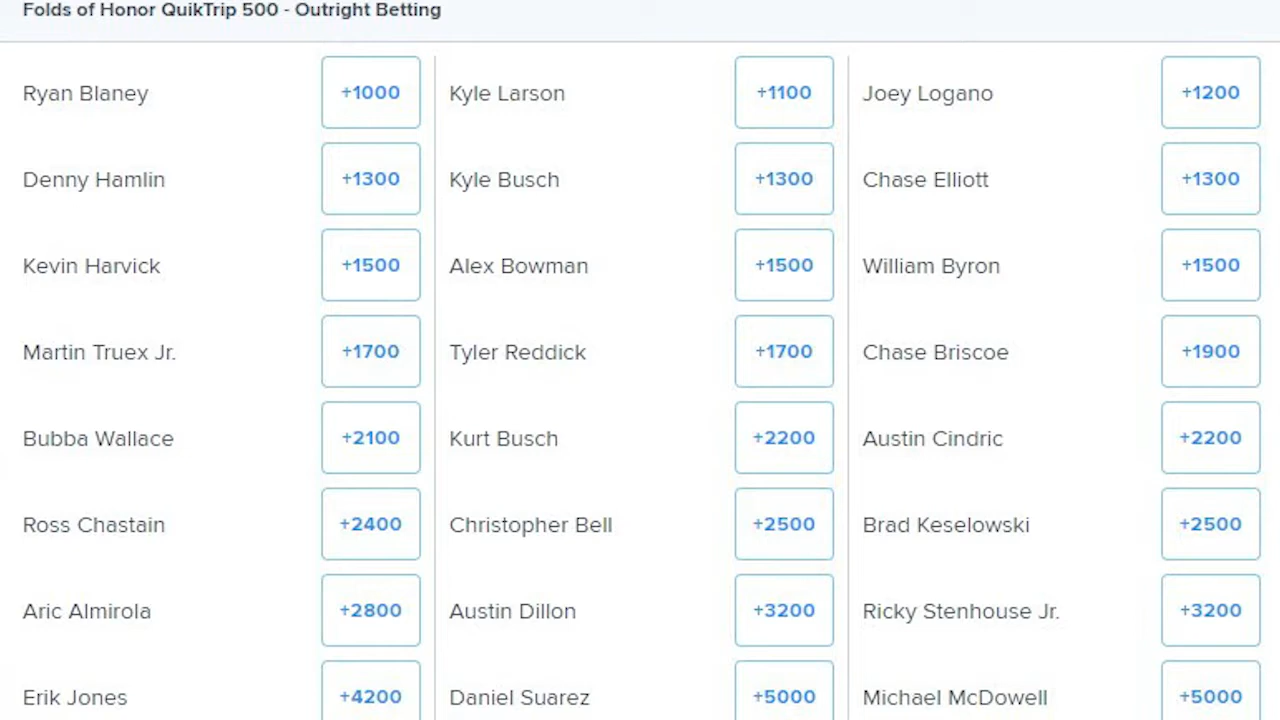 Folds of Honor QuikTrip 500 - Outright Betting
Ryan Blaney +1000 Kyle Larson +1100 Joey Logano +1200
Denny Hamlin +1300 Kyle Busch +1300 Chase Elliott +1300
Kevin Harvick +1500 Alex Bowman +1500 William Byron +1500
Martin Truex Jr. +1700 Tyler Reddick +1700 Chase Briscoe +1900
Bubba Wallace +2100 Kurt Busch +2200 Austin Cindric +2200
Ross Chastain +2400 Christopher Bell +2500 Brad Keselowski +2500
Aric Almirola +2800 Austin Dillon +3200 Ricky Stenhouse Jr. +3200
Erik Jones +4200 Daniel Suarez +5000 Michael McDowell +5000